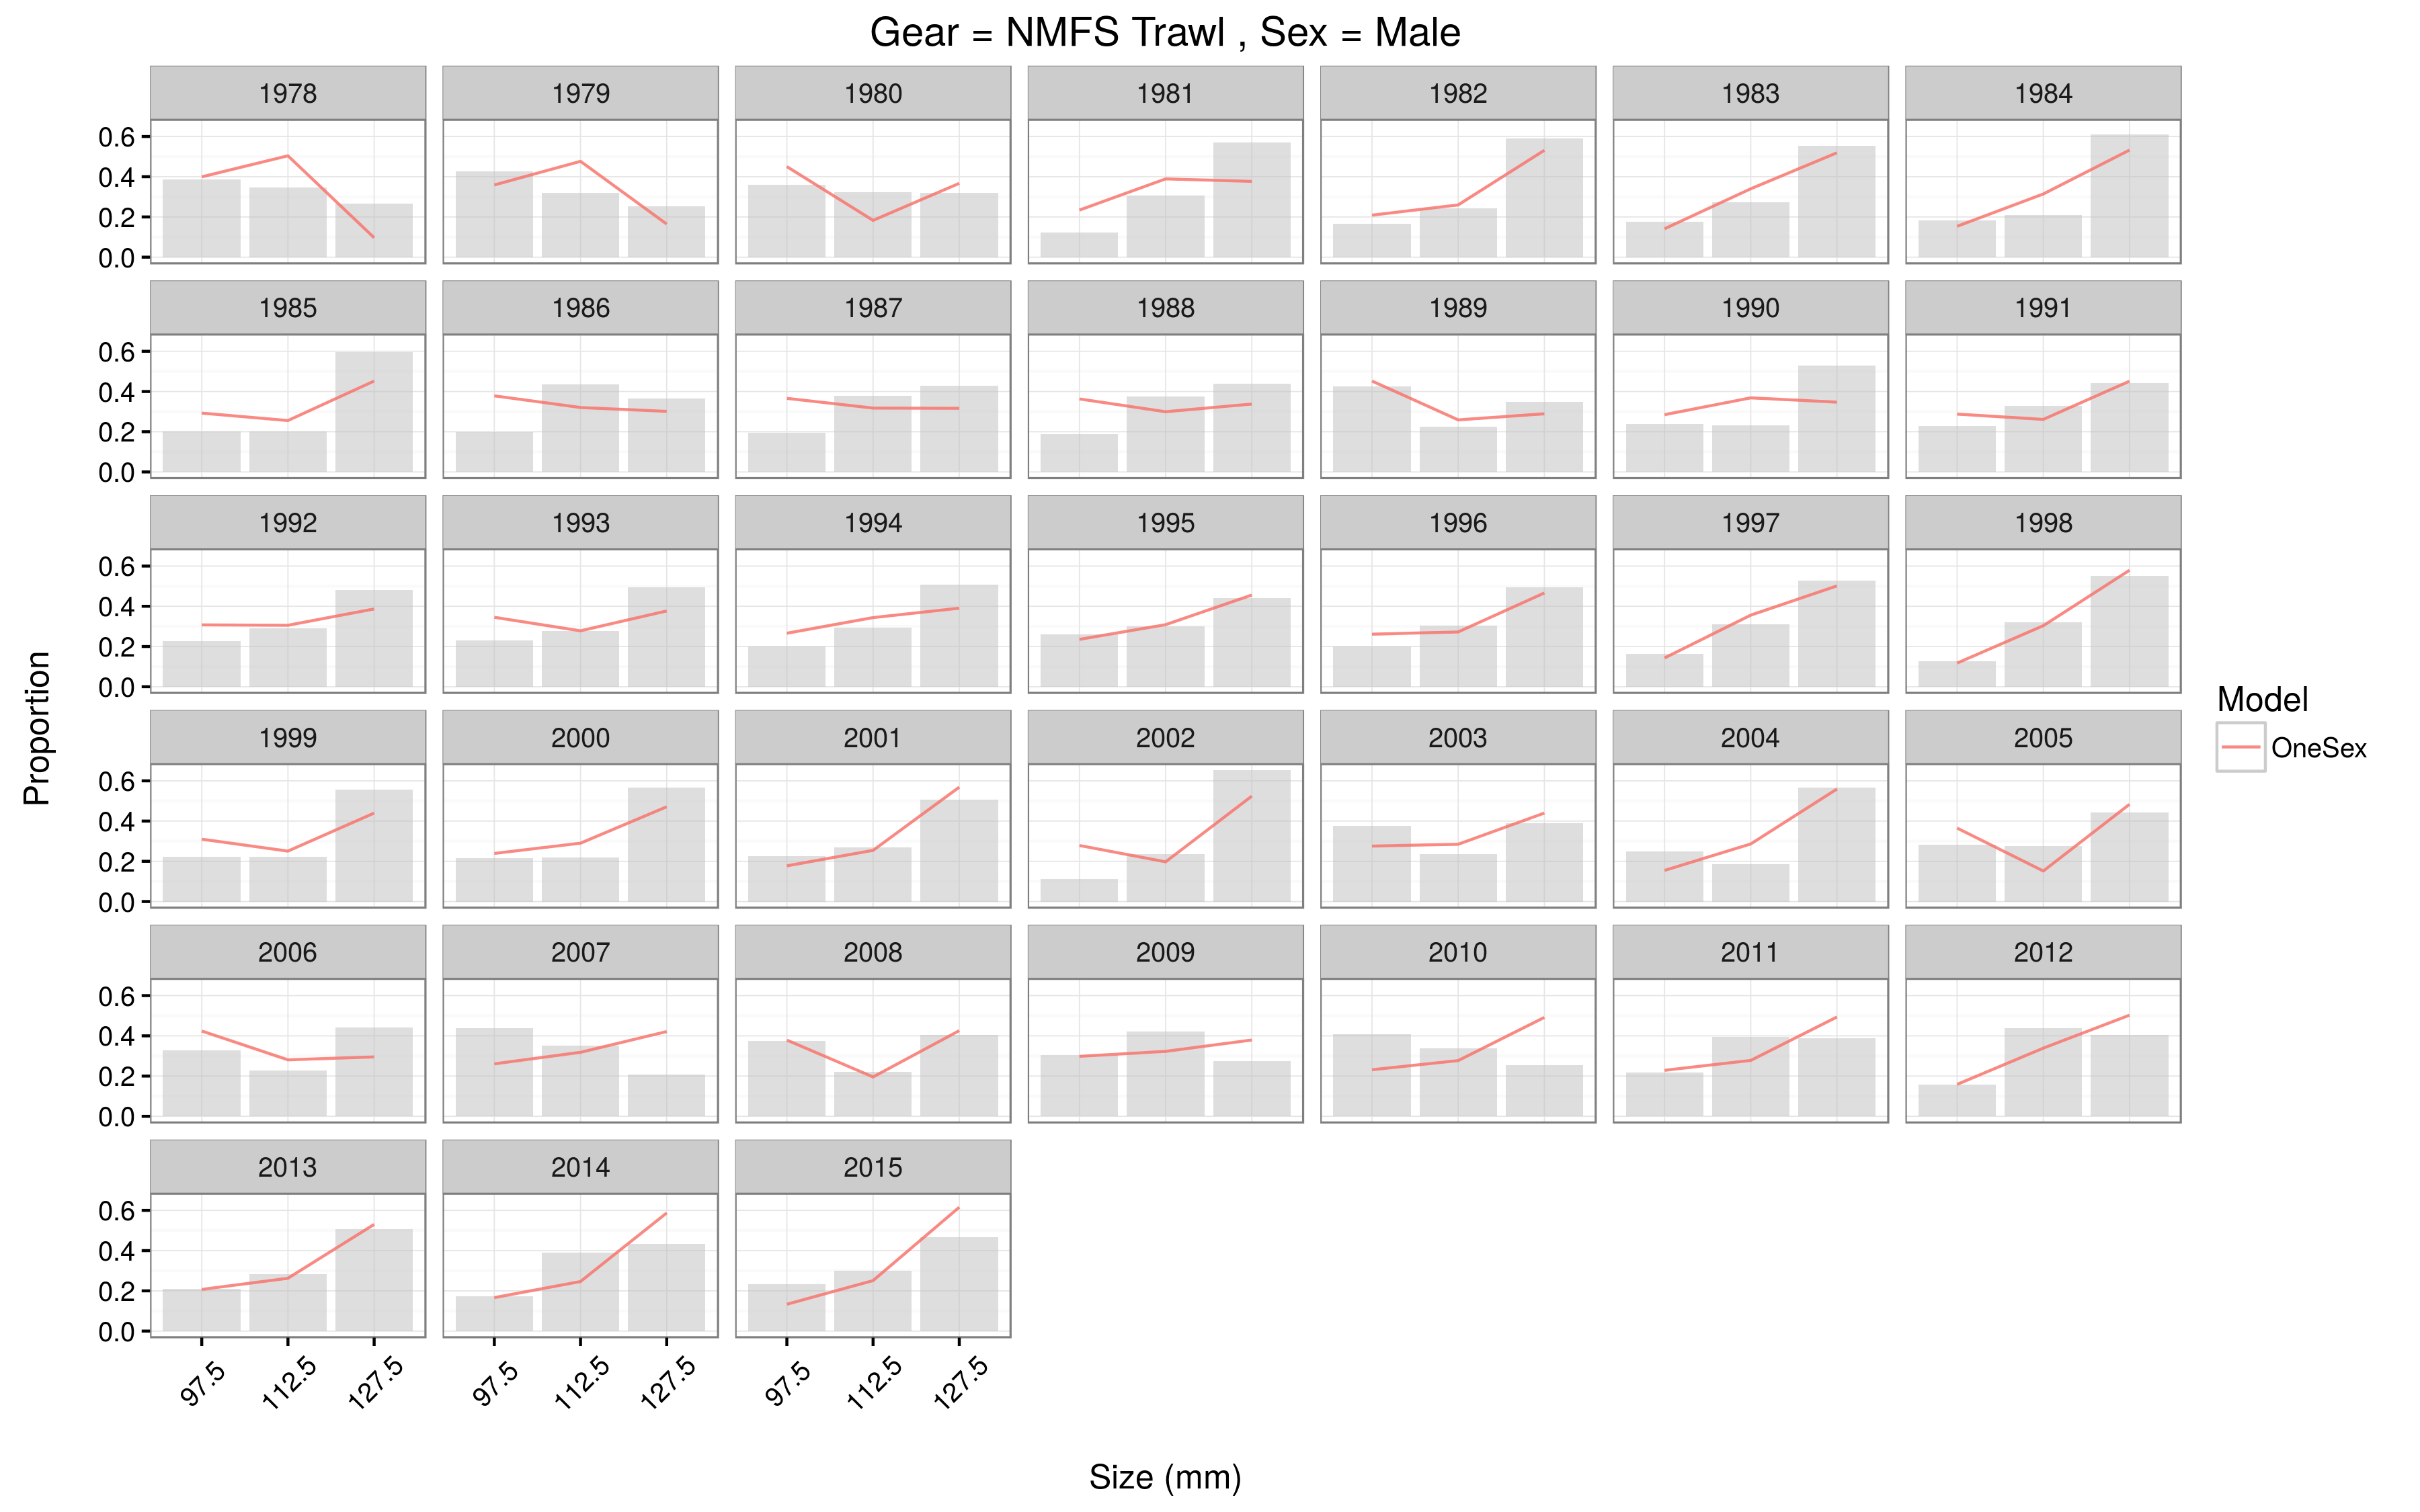 Gear = NMFS Trawl , Sex = Male
1978 1979 1980 1981 1982 1983 1984
0.6
0.4
0.2
0.0
1985 1986 1987 1988 1989 1990 1991
0.6
0.4
0.2
0.0
1992 1993 1994 1995 1996 1997 1998
0.6
0.4
0.2
0.0
Proportion
Model
OneSex
1999 2000 2001 2002 2003 2004 2005
0.6
0.4
0.2
0.0
2006 2007 2008 2009 2010 2011 2012
0.6
0.4
0.2
0.0
2013 2014 2015
0.6
0.4
0.2
0.0
97.5 112.5 127.5 97.5 112.5 127.5 97.5 112.5 127.5
Size (mm)